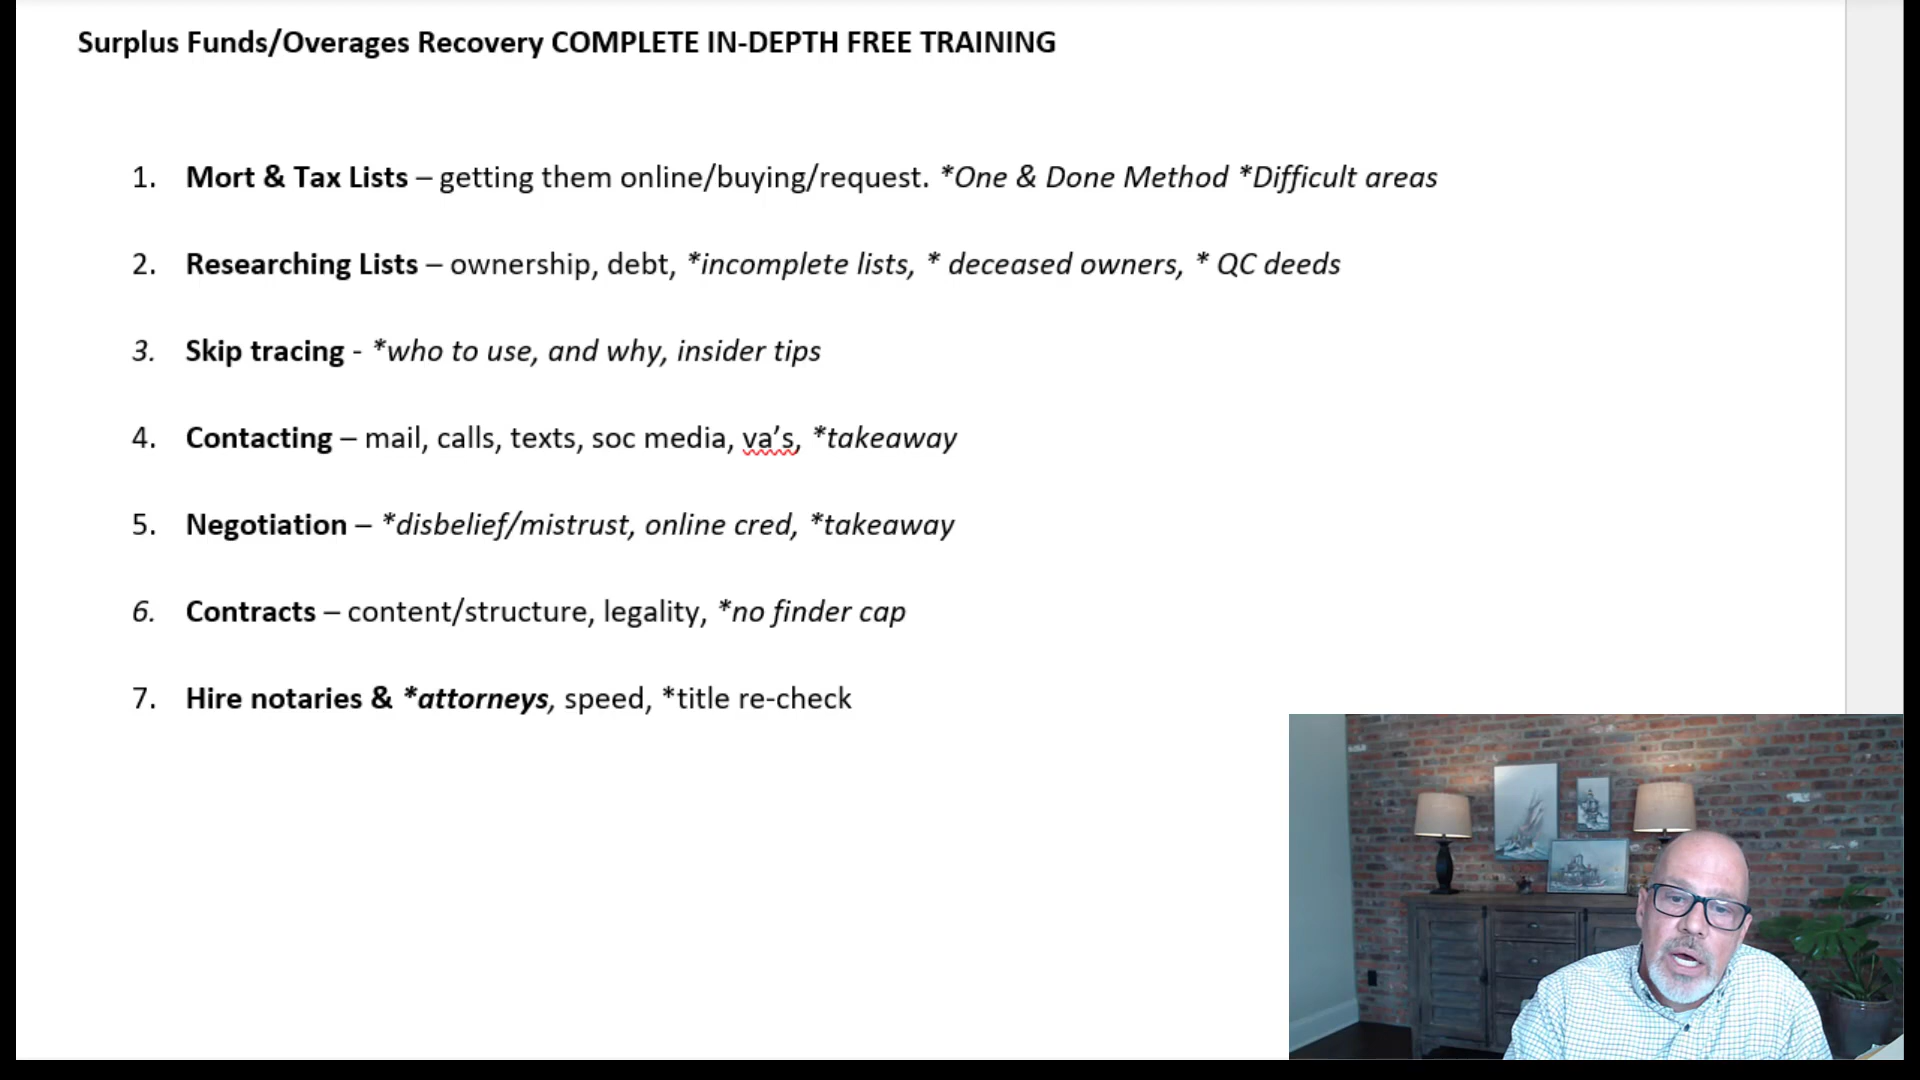 Surplus Funds/Overages Recovery COMPLETE IN-DEPTH FREE TRAINING
1. Mort & Tax Lists – getting them online/buying/request. *One & Done Method *Difficult areas
2. Researching Lists – ownership, debt, *incomplete lists, * deceased owners, * QC deeds
3. Skip tracing - *who to use, and why, insider tips
4. Contacting – mail, calls, texts, soc media, va’s, *takeaway
5. Negotiation – *disbelief/mistrust, online cred, *takeaway
6. Contracts – content/structure, legality, *no finder cap
7. Hire notaries & *attorneys, speed, *title re-check